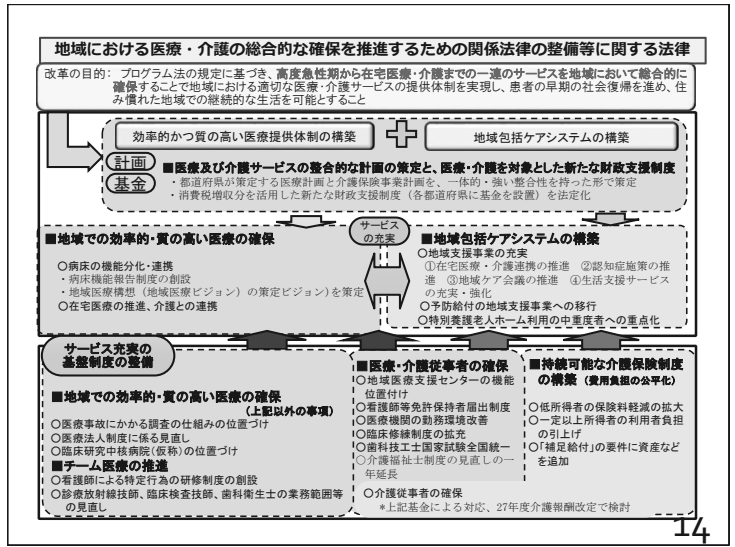 地域における医療・介護の総合的な確保を推進するための関係法律の整備等に関する法律
改革の目的: プログラム法の規定に基づき、高度急性期から在宅医療・介護までの一連のサービスを地域において総合的に
確保することで地域における適切な医療・介護サービスの提供体制を実現し、患者の早期の社会復帰を進め、住
み慣れた地域での継続的な生活を可能とすること
効率的かつ質の高い医療提供体制の構築
地域包括ケアシステムの構築
計画
基金
■医療及び介護サービスの整合的な計画の策定と、医療・介護を対象とした新たな財政支援制度
・都道府県が策定する医療計画と介護保険事業計画を、一体的・強い整合性を持った形で策定
・消費税増収分を活用した新たな財政支援制度（各都道府県に基金を設置）を法定化
サービス
の充実
■地域での効率的・質の高い医療の確保
○病床の機能分化・連携
・病床機能報告制度の創設
・地域医療構想（地域医療ビジョン）の策定ビジョン)を策定
○在宅医療の推進、介護との連携
■地域包括ケアシステムの構築
○地域支援事業の充実
①在宅医療・介護連携の推進 ②認知症施策の推
進 ③地域ケア会議の推進 ④生活支援サービス
の充実・強化
○予防給付の地域支援事業への移行
○特別養護老人ホーム利用の中重度者への重点化
サービス充実の
基盤制度の整備
■地域での効率的・質の高い医療の確保
(上記以外の事項)
○医療事故にかかる調査の仕組みの位置づけ
○医療法人制度に係る見直し
○臨床研究中核病院(仮称)の位置づけ
■チーム医療の推進
○看護師による特定行為の研修制度の創設
○診療放射線技師、臨床検査技師、歯科衛生士の業務範囲等
の見直し
■医療・介護従事者の確保
○地域医療支援センターの機能
位置付け
○看護師等免許保持者届出制度
○医療機関の勤務環境改善
○臨床修練制度の拡充
○歯科技工士国家試験全国統一
○介護福祉士制度の見直しの一
年延長
○介護従事者の確保
*上記基金による対応、27年度介護報酬改定で検討
■持続可能な介護保険制度
の構築 (費用負担の公平化)
○低所得者の保険料軽減の拡大
○一定以上所得者の利用者負担
の引上げ
○「補足給付」の要件に資産など
を追加
14